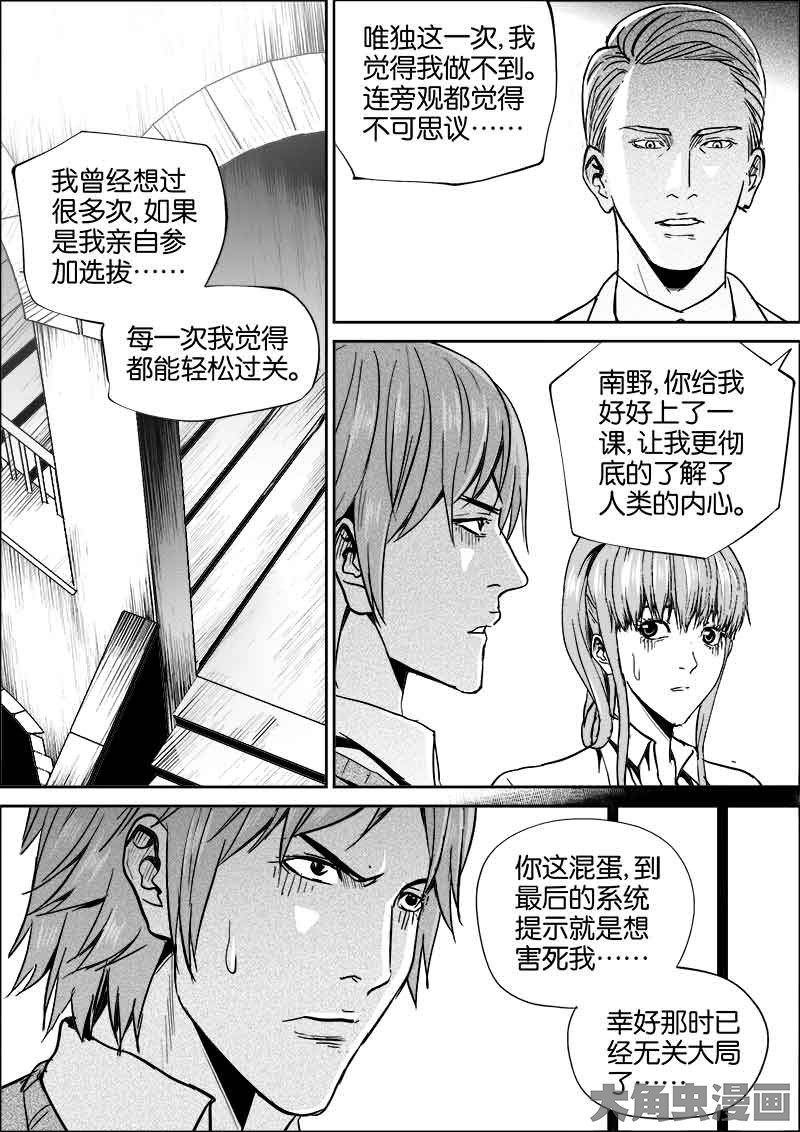 我曾经想过
很多次,如果
是我亲自参
加选拔……
每一次我觉得
都能轻松过关。
唯独这一次,我
觉得我做不到。
连旁观都觉得
不可思议……
南野,你给我
好好上了一
课,让我更彻
底的了解了
人类的内心。
你这混蛋,到
最后的系统
提示就是想
害死我……
幸好那时已
经无关大局
了……
大角虫漫画